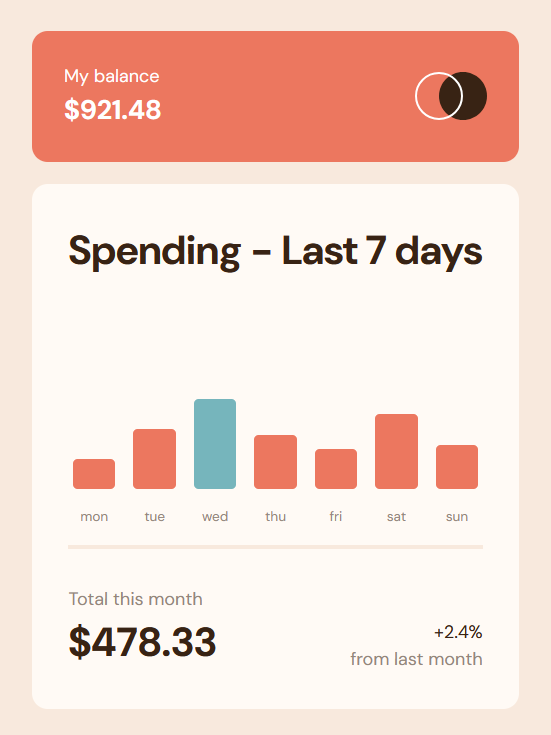 My balance
$921.48
Spending - Last 7 days
mon tue wed thu fri sat sun
Total this month
$478.33
+2.4%
from last month